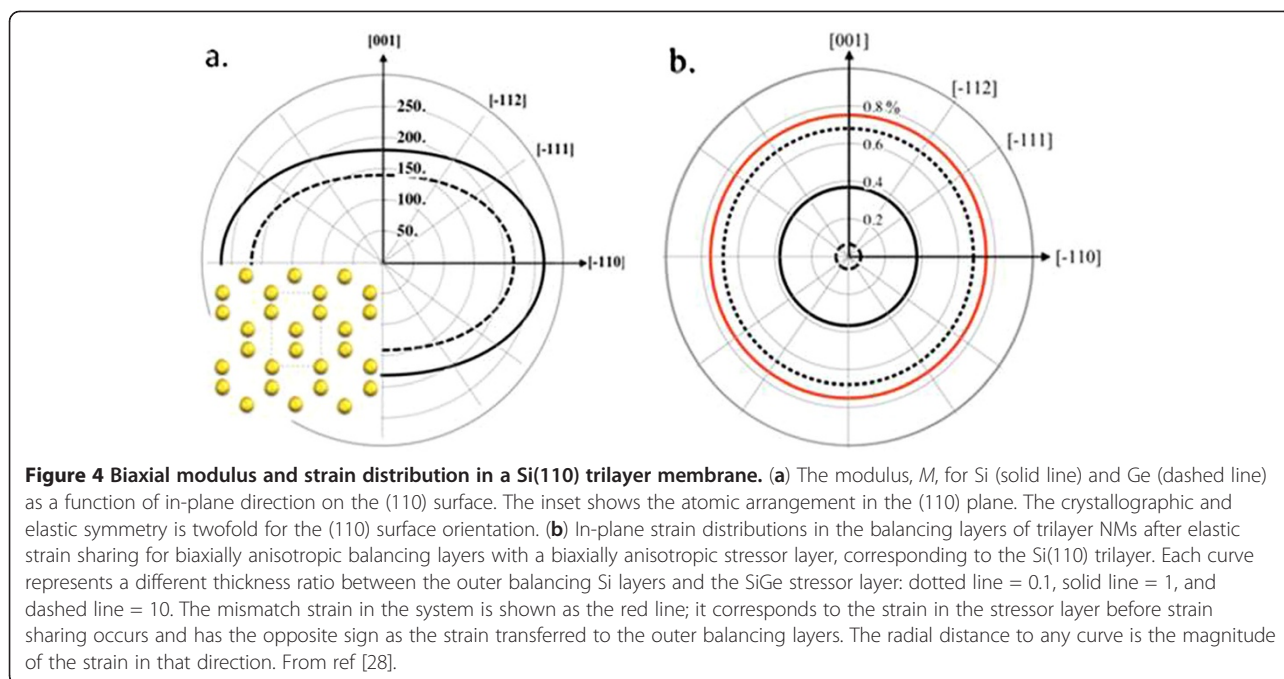 a.
[001]
[-112]
250.
200.
[-111]
150.
100.
50.
[-110]
b.
[001]
[-112]
0.8%
[-111]
0.6
0.4
0.2
[-110]
Figure 4 Biaxial modulus and strain distribution in a Si(110) trilayer membrane. (a) The modulus, M, for Si (solid line) and Ge (dashed line)
as a function of in-plane direction on the (110) surface. The inset shows the atomic arrangement in the (110) plane. The crystallographic and
elastic symmetry is twofold for the (110) surface orientation. (b) In-plane strain distributions in the balancing layers of trilayer NMs after elastic
strain sharing for biaxially anisotropic balancing layers with a biaxially anisotropic stressor layer, corresponding to the Si(110) trilayer. Each curve
represents a different thickness ratio between the outer balancing Si layers and the SiGe stressor layer: dotted line = 0.1, solid line = 1, and
dashed line = 10. The mismatch strain in the system is shown as the red line; it corresponds to the strain in the stressor layer before strain
sharing occurs and has the opposite sign as the strain transferred to the outer balancing layers. The radial distance to any curve is the magnitude
of the strain in that direction. From ref [28].